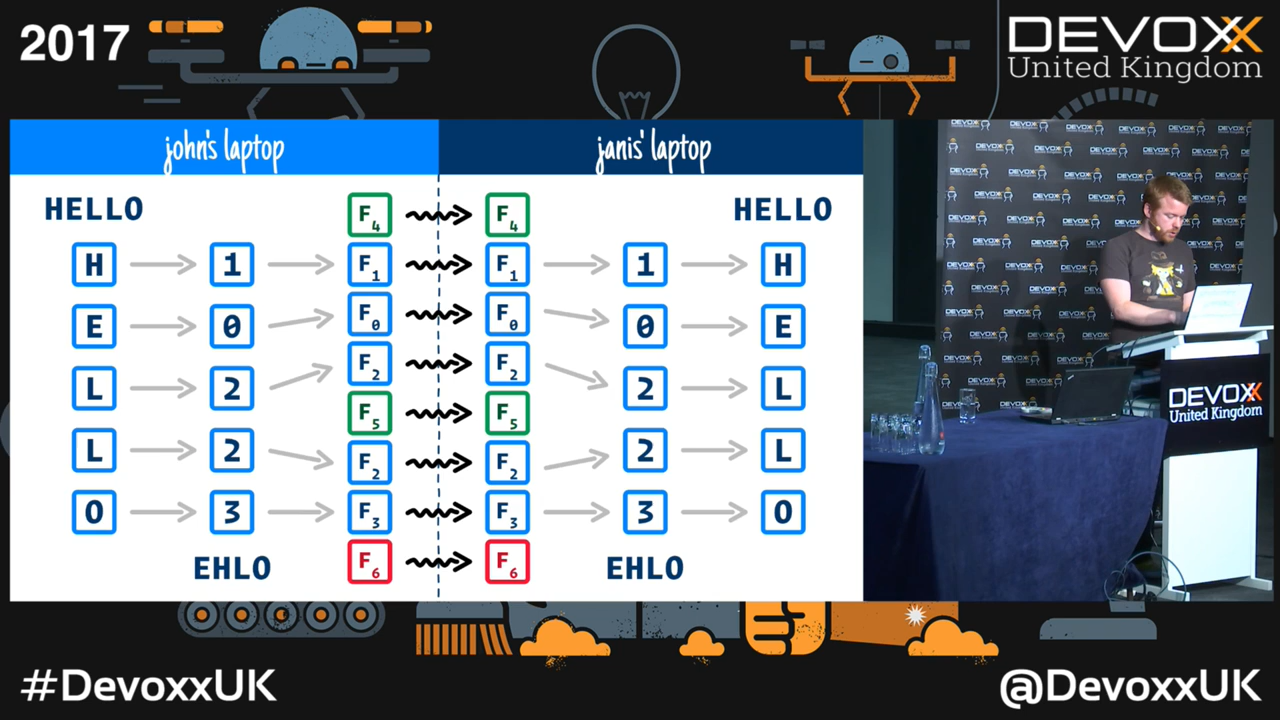 2017
DEVOXX
United Kingdom
john's laptop
janis' laptop
HELLO
F4
F4
HELLO
H
1
F1
F1
1
H
E
0
F0
F0
0
E
L
2
F2
F2
2
L
F5
F5
L
2
F2
F2
2
L
O
3
F3
F3
3
O
EHLO
F6
F6
EHLO
DEVOXX
United Kingdom
#DevoxxUK
@DevoxxUK